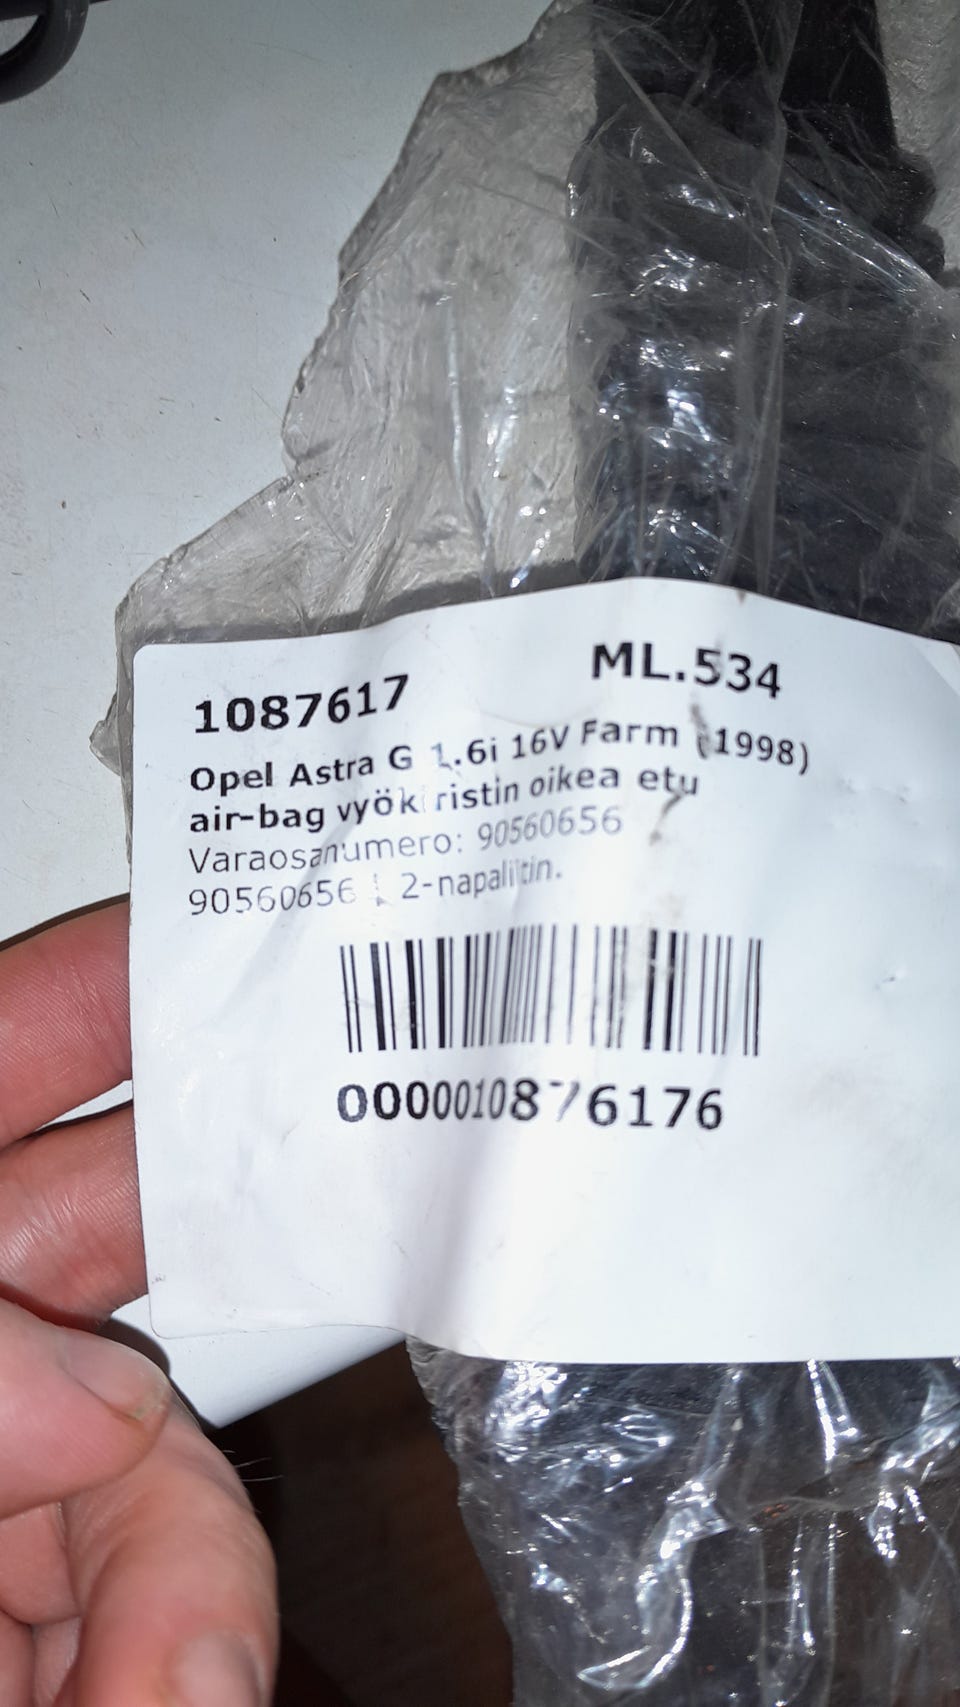 1087617 ML.534
Opel Astra G 1.6i 16V Farm (1998)
air-bag vyökiristin oikea etu
Varaosanumero: 90560656
90560656 2-napaliitin.
0000010876176